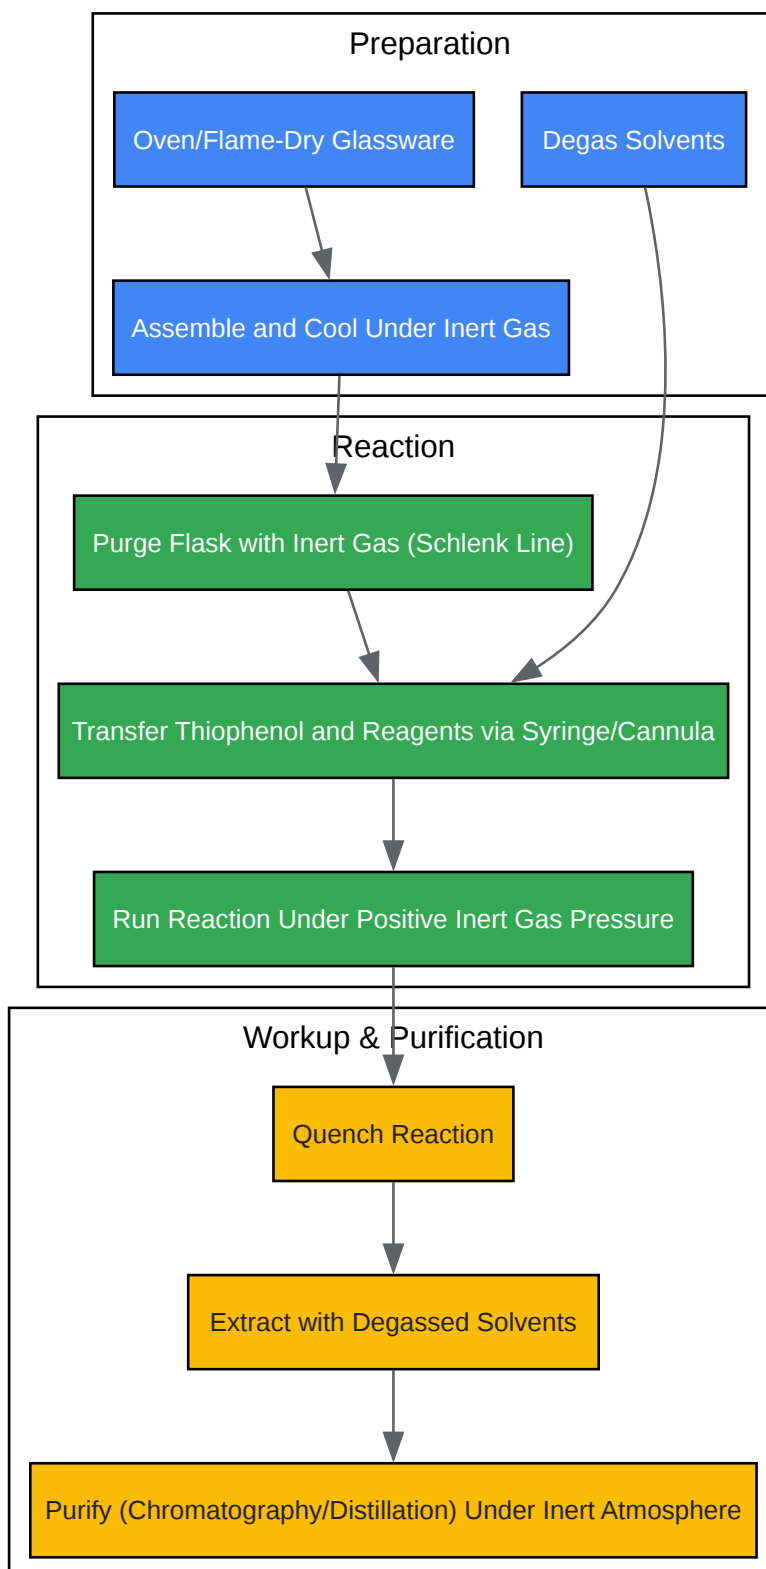 Preparation
Oven/Flame-Dry Glassware
Degas Solvents
Assemble and Cool Under Inert Gas
Reaction
Purge Flask with Inert Gas (Schlenk Line)
Transfer Thiophenol and Reagents via Syringe/Cannula
Run Reaction Under Positive Inert Gas Pressure
Workup & Purification
Quench Reaction
Extract with Degassed Solvents
Purify (Chromatography/Distillation) Under Inert Atmosphere